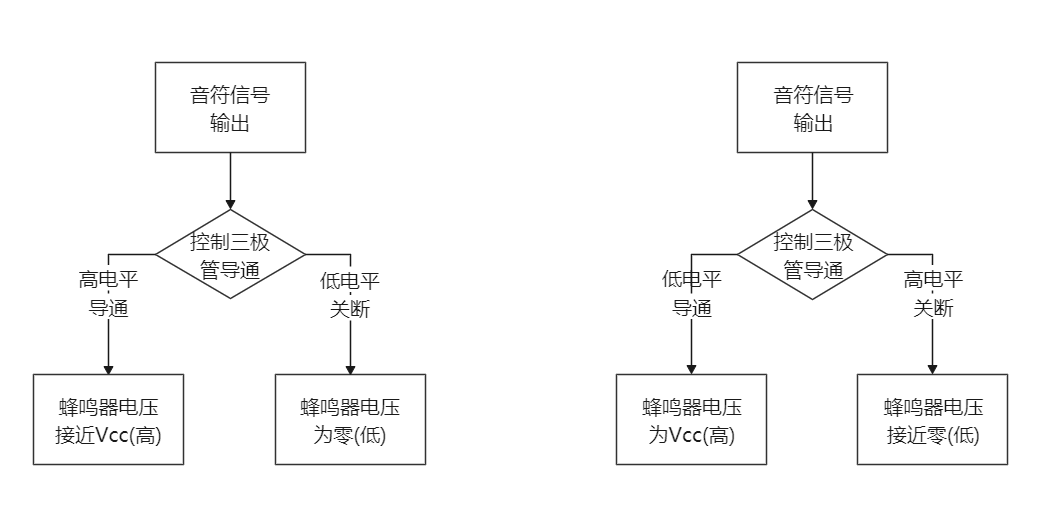 音符信号
输出
控制三极
管导通
高电平
导通
低电平
关断
蜂鸣器电压
接近Vcc(高)
蜂鸣器电压
为零(低)
音符信号
输出
控制三极
管导通
低电平
导通
高电平
关断
蜂鸣器电压
为Vcc(高)
蜂鸣器电压
接近零(低)